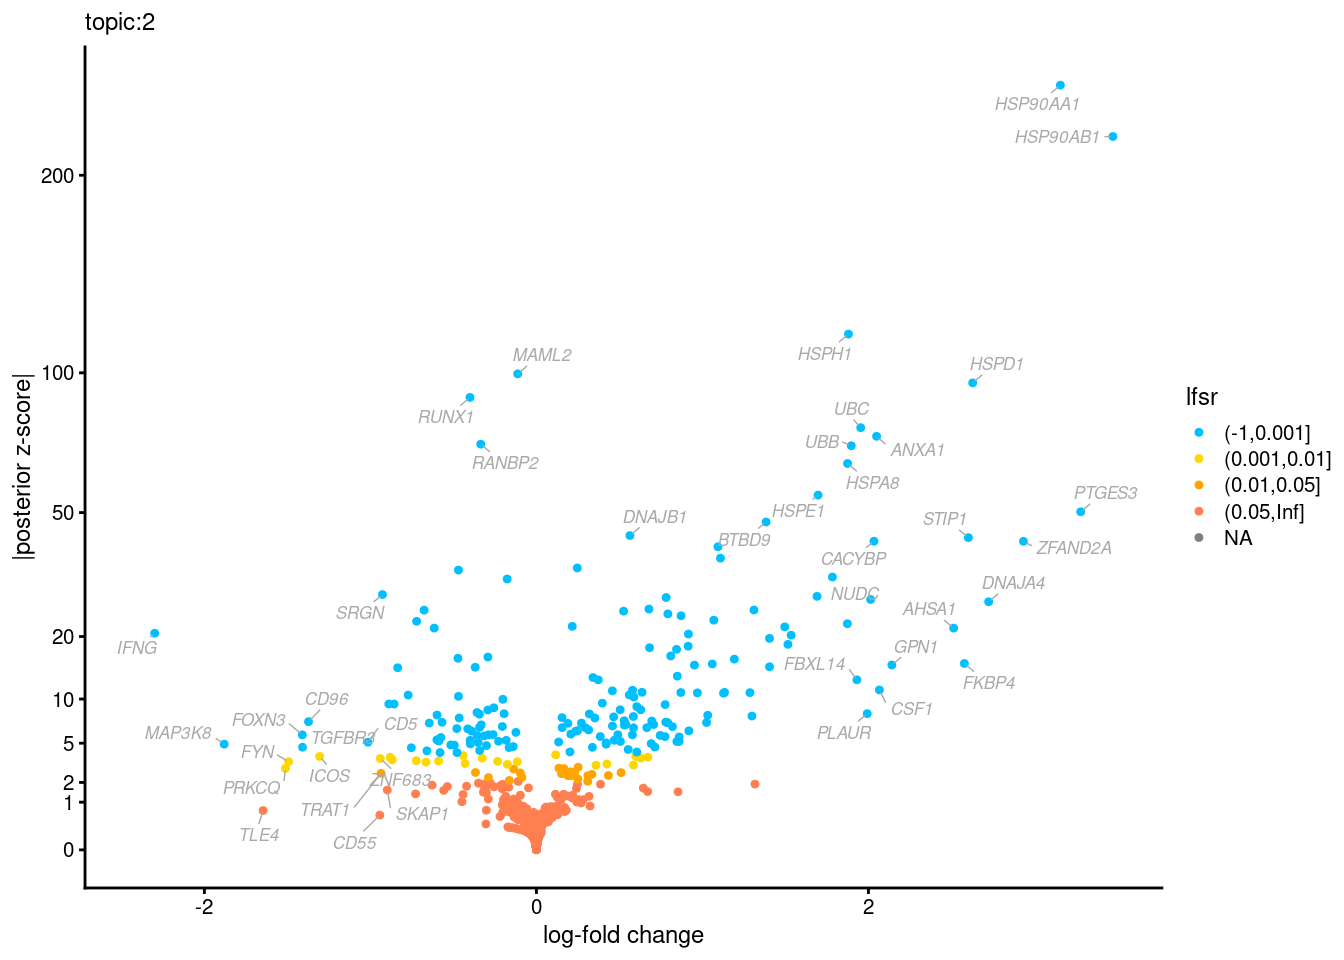 topic:2
HSP90AA1
HSP90AB1
200
HSPH1
MAML2
HSPD1
100
RUNX1
UBC
UBB
ANXA1
RANBP2
HSPA8
PTGES3
HSPE1
50
DNAJB1
STIP1
BTBD9
ZFAND2A
CACYBP
DNAJA4
NUDC
SRGN
AHSA1
20
IFNG
GPN1
FBXL14
FKBP4
10
CD96
CSF1
FOXN3
CD5
MAP3K8
TGFBR3
PLAUR
5
FYN
ICOS
ZNF683
2
PRKCQ
1
TRAT1
SKAP1
TLE4
CD55
0
-2
0
2
log-fold change
|posterior z-score|
lfsr
(-1,0.001]
(0.001,0.01]
(0.01,0.05]
(0.05,Inf]
NA